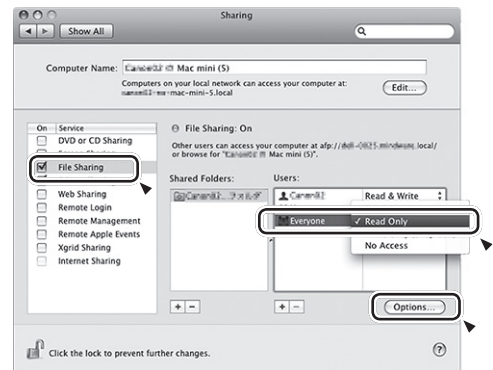 Sharing
Show All
Computer Name: Mac mini (5)
Computers on your local network can access your computer at:
-mac-mini-5.local
Edit...
On Service
DVD or CD Sharing
File Sharing
Web Sharing
Remote Login
Remote Management
Remote Apple Events
Xgrid Sharing
Internet Sharing
File Sharing: On
Other users can access your computer at afp:// local/
or browse for " Mac mini (5)".
Shared Folders:
Users:
Read & Write
Everyone
✓ Read Only
No Access
+ −
+ −
Options...
Click the lock to prevent further changes.
?